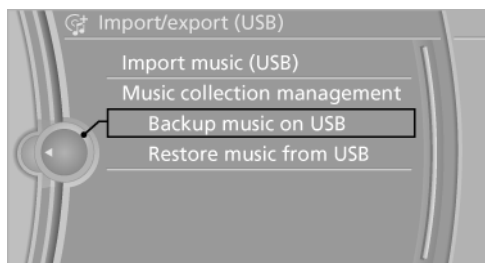 Import/export (USB)
Import music (USB)
Music collection management
Backup music on USB
Restore music from USB